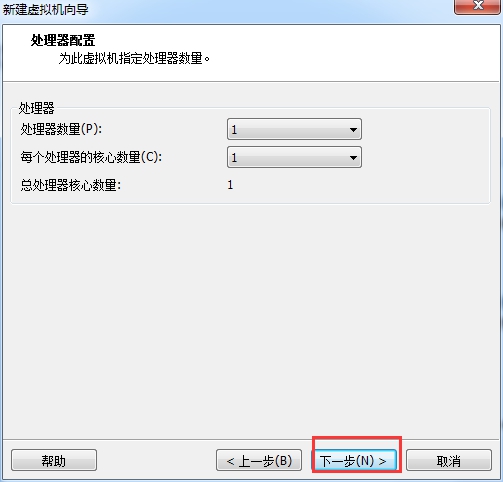 新建虚拟机向导
处理器配置
为此虚拟机指定处理器数量。
处理器
处理器数量(P): 1
每个处理器的核心数量(C): 1
总处理器核心数量: 1
帮助 < 上一步(B) 下一步(N) > 取消